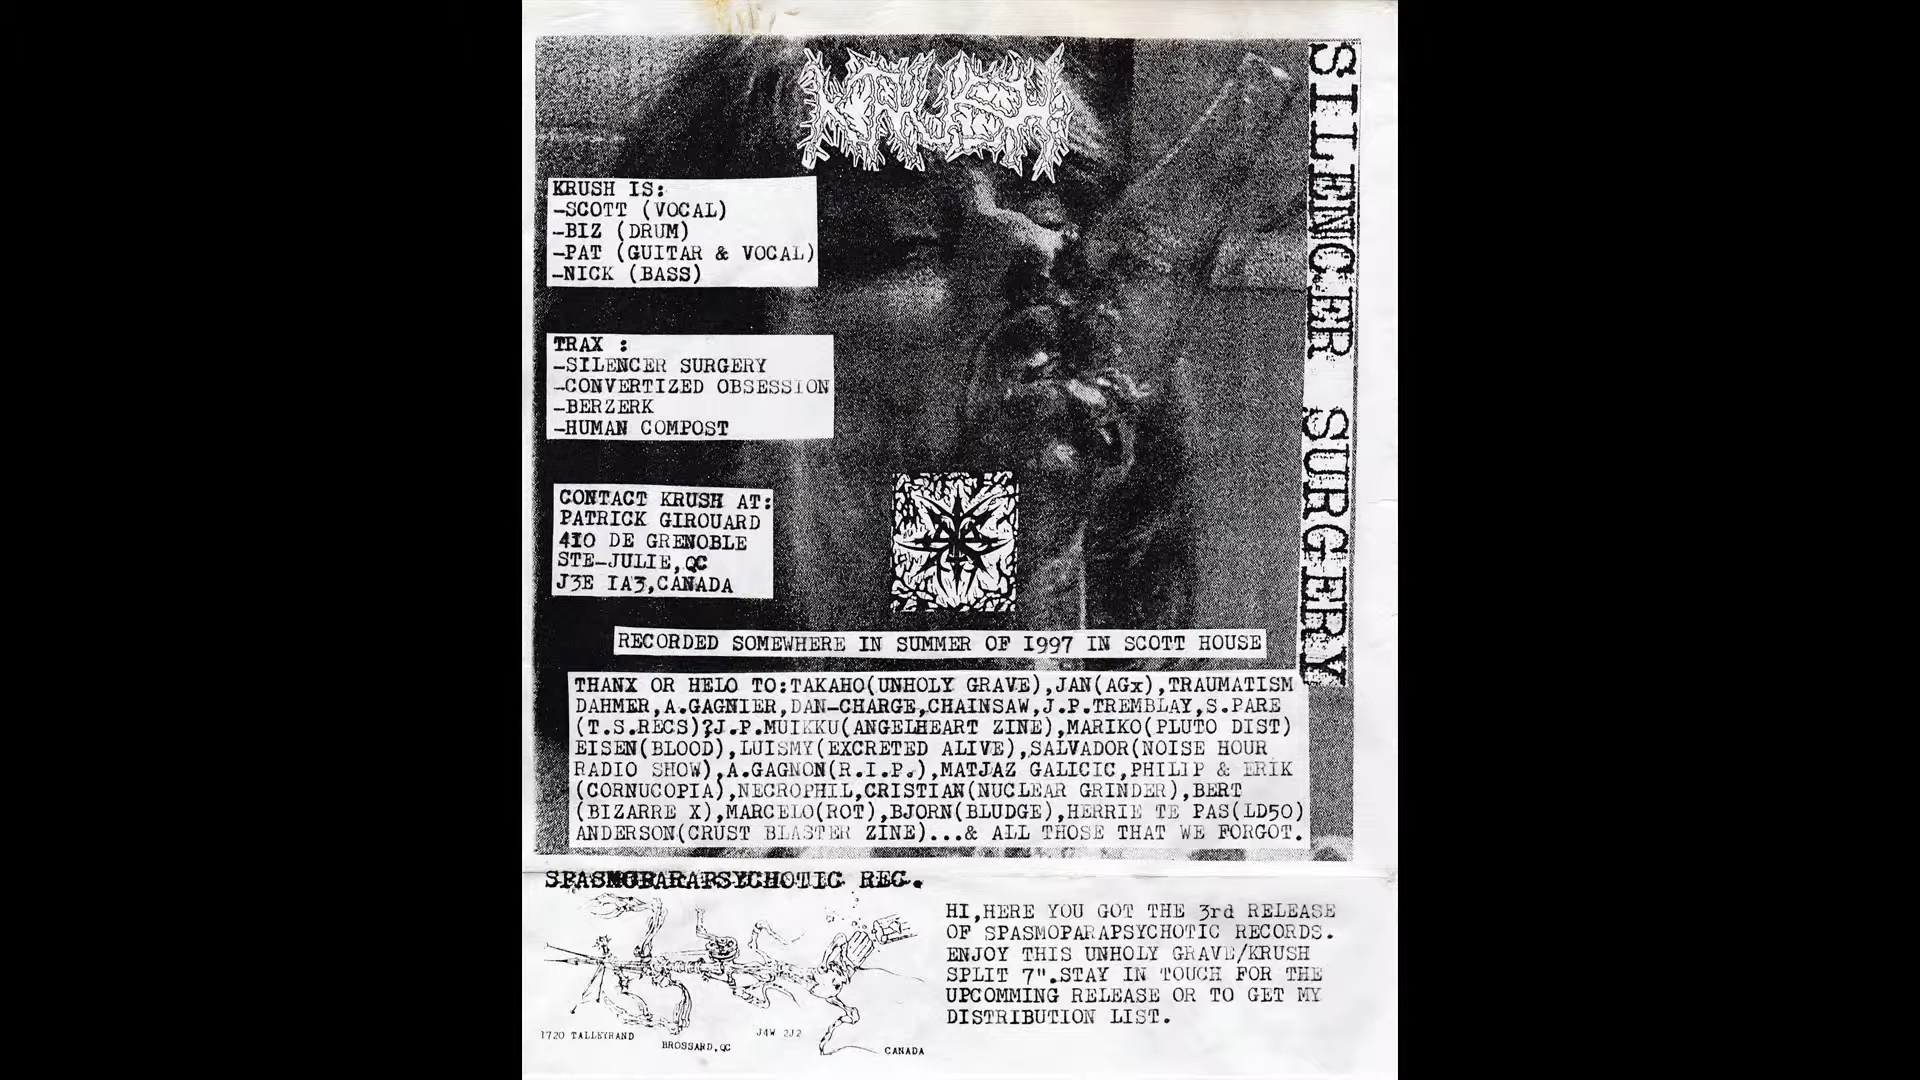 KRUSH
SILENCER SURGERY
KRUSH IS:
-SCOTT (VOCAL)
-BIZ (DRUM)
-PAT (GUITAR & VOCAL)
-NICK (BASS)
TRAX :
-SILENCER SURGERY
-CONVERTIZED OBSESSION
-BERZERK
-HUMAN COMPOST
CONTACT KRUSH AT:
PATRICK GIROUARD
410 DE GRENOBLE
STE-JULIE,QC
J3E IA3,CANADA
RECORDED SOMEWHERE IN SUMMER OF I997 IN SCOTT HOUSE
THANX OR HELO TO:TAKAHO(UNHOLY GRAVE),JAN(AGx),TRAUMATISM
DAHMER,A.GAGNIER,DAN-CHARGE,CHAINSAW,J.P.TREMBLAY,S.PARE
(T.S.RECS)?J.P.MUIKKU(ANGELHEART ZINE),MARIKO(PLUTO DIST)
EISEN(BLOOD),LUISMY(EXCRETED ALIVE),SALVADOR(NOISE HOUR
RADIO SHOW),A.GAGNON(R.I.P.),MATJAZ GALICIC,PHILIP & ERIK
(CORNUCOPIA),NECROPHIL,CRISTIAN(NUCLEAR GRINDER),BERT
(BIZARRE X),MARCELO(ROT),BJORN(BLUDGE),HERRIE TE PAS(LD50)
ANDERSON(CRUST BLASTER ZINE)...& ALL THOSE THAT WE FORGOT.
SPASMOPARAPSYCHOTIC REC.
HI,HERE YOU GOT THE 3rd RELEASE
OF SPASMOPARAPSYCHOTIC RECORDS.
ENJOY THIS UNHOLY GRAVE/KRUSH
SPLIT 7".STAY IN TOUCH FOR THE
UPCOMMING RELEASE OR TO GET MY
DISTRIBUTION LIST.
1720 TALLEYRAND
BROSSARD,QC
J4W 2J2
CANADA